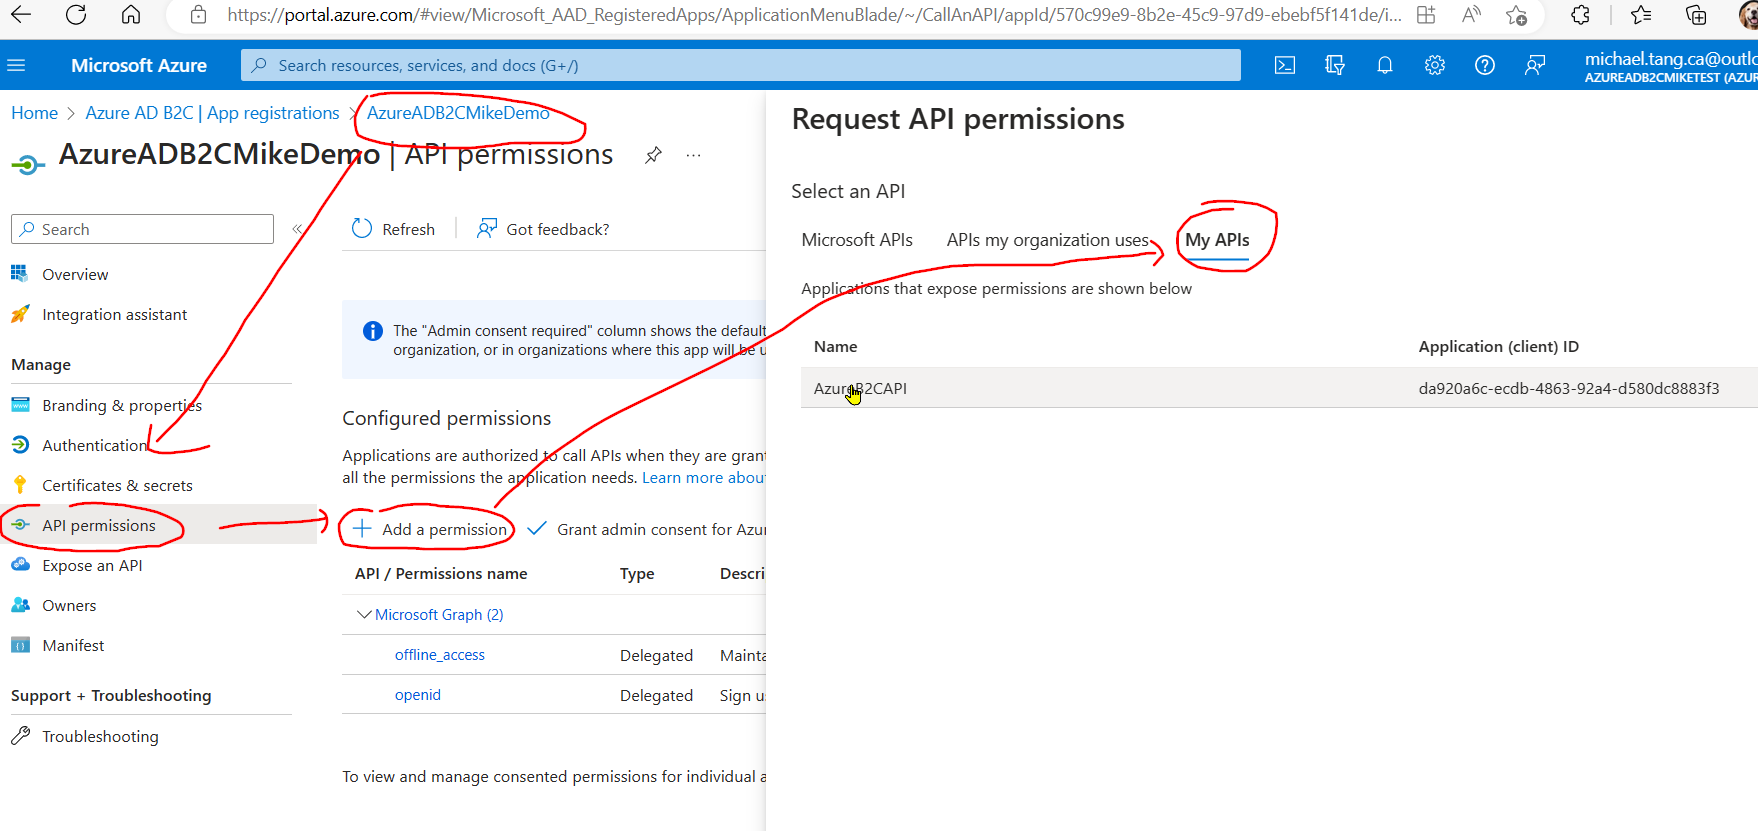 https://portal.azure.com/#view/Microsoft_AAD_RegisteredApps/ApplicationMenuBlade/~/CallAnAPI/appId/570c99e9-8b2e-45c9-97d9-ebebf5f141de/i...
Microsoft Azure
Search resources, services, and docs (G+/)
michael.tang.ca@outlo
AZUREADB2CMIKETEST (AZUR
Home > Azure AD B2C | App registrations > AzureADB2CMikeDemo
AzureADB2CMikeDemo | API permissions
Search
Overview
Integration assistant
Manage
Branding & properties
Authentication
Certificates & secrets
API permissions
Expose an API
Owners
Manifest
Support + Troubleshooting
Troubleshooting
Refresh
Got feedback?
The "Admin consent required" column shows the default
organization, or in organizations where this app will be u
Configured permissions
Applications are authorized to call APIs when they are grant
all the permissions the application needs. Learn more about
Add a permission
Grant admin consent for Azur
API / Permissions name Type Descri
Microsoft Graph (2)
offline_access Delegated Mainta
openid Delegated Sign u
To view and manage consented permissions for individual a
Request API permissions
Select an API
Microsoft APIs APIs my organization uses My APIs
Applications that expose permissions are shown below
Name Application (client) ID
AzureB2CAPI da920a6c-ecdb-4863-92a4-d580dc8883f3